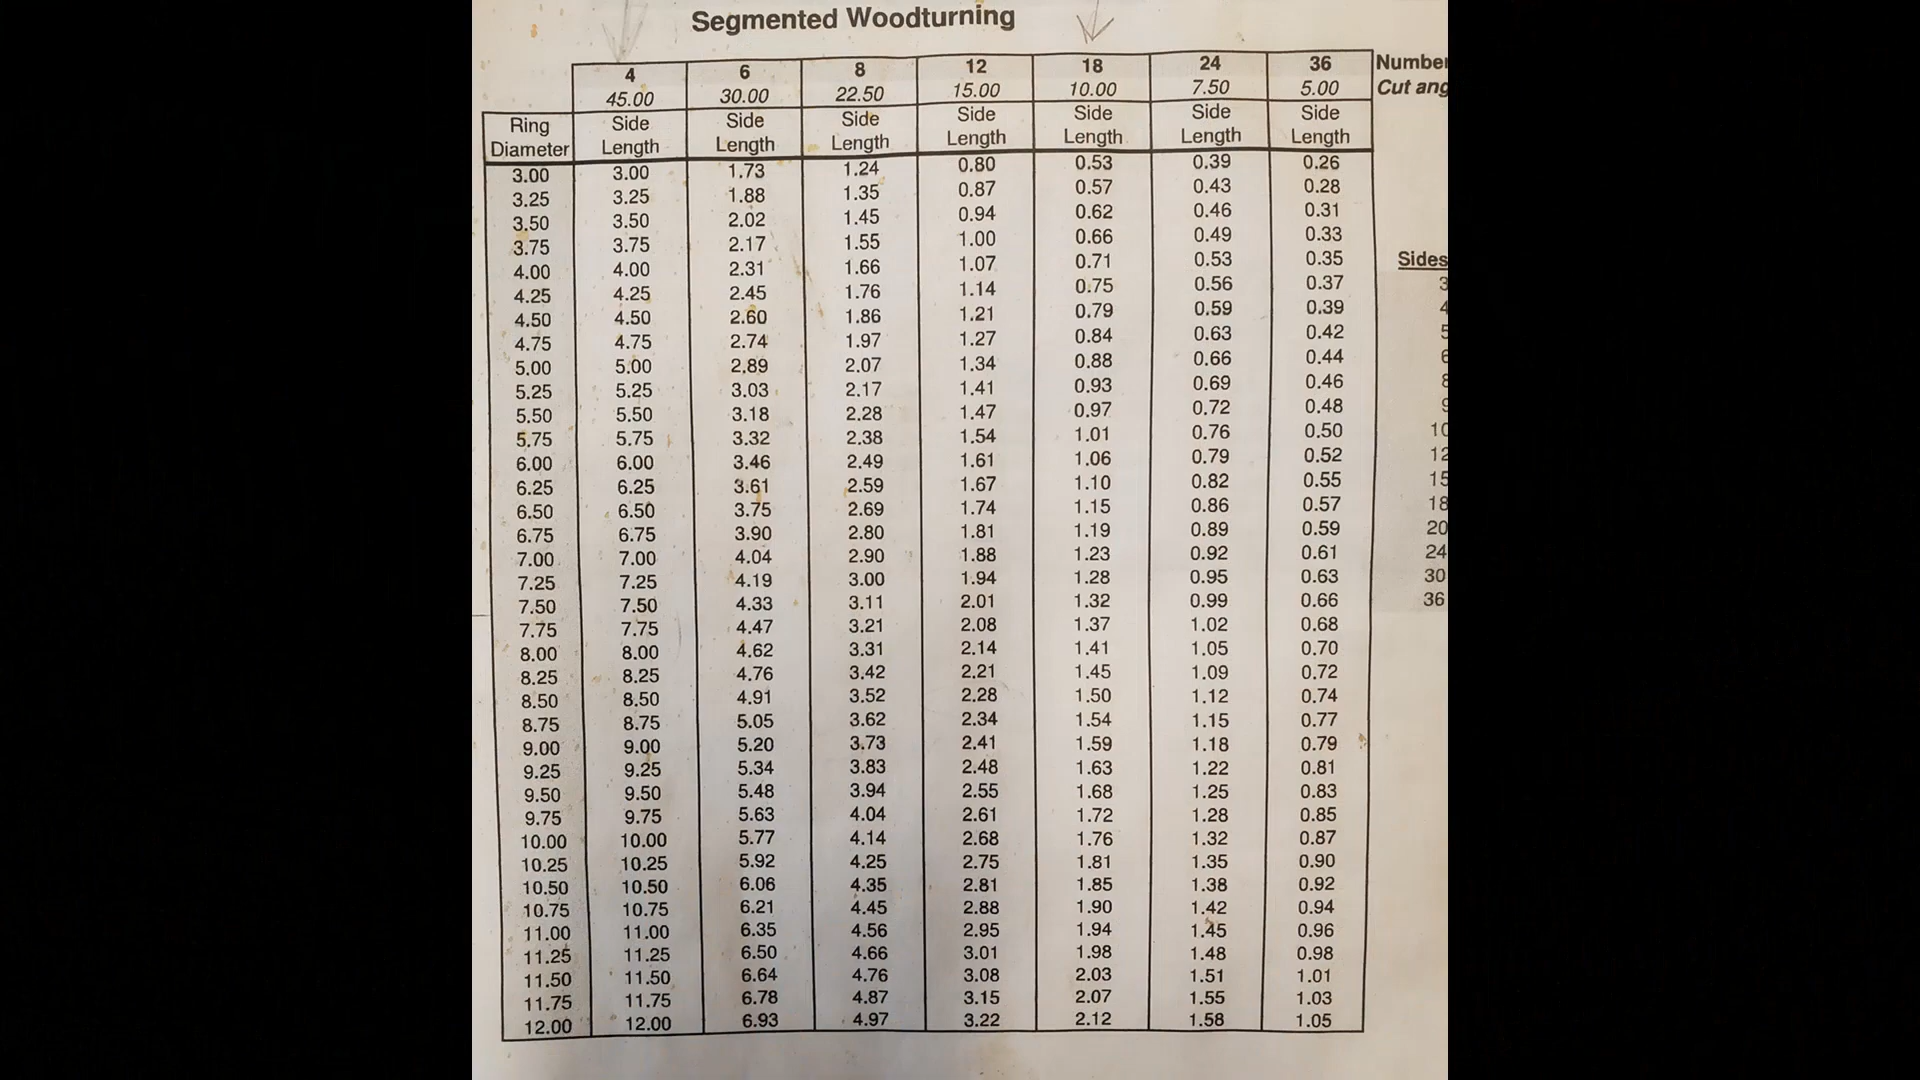 Segmented Woodturning
4 6 8 12 18 24 36 Number
45.00 30.00 22.50 15.00 10.00 7.50 5.00 Cut ang
Ring Side Side Side Side Side Side Side
Diameter Length Length Length Length Length Length Length
3.00 3.00 1.73 1.24 0.80 0.53 0.39 0.26
3.25 3.25 1.88 1.35 0.87 0.57 0.43 0.28
3.50 3.50 2.02 1.45 0.94 0.62 0.46 0.31
3.75 3.75 2.17 1.55 1.00 0.66 0.49 0.33
4.00 4.00 2.31 1.66 1.07 0.71 0.53 0.35 Sides
4.25 4.25 2.45 1.76 1.14 0.75 0.56 0.37 3
4.50 4.50 2.60 1.86 1.21 0.79 0.59 0.39 4
4.75 4.75 2.74 1.97 1.27 0.84 0.63 0.42 5
5.00 5.00 2.89 2.07 1.34 0.88 0.66 0.44 6
5.25 5.25 3.03 2.17 1.41 0.93 0.69 0.46 8
5.50 5.50 3.18 2.28 1.47 0.97 0.72 0.48 9
5.75 5.75 3.32 2.38 1.54 1.01 0.76 0.50 10
6.00 6.00 3.46 2.49 1.61 1.06 0.79 0.52 12
6.25 6.25 3.61 2.59 1.67 1.10 0.82 0.55 15
6.50 6.50 3.75 2.69 1.74 1.15 0.86 0.57 18
6.75 6.75 3.90 2.80 1.81 1.19 0.89 0.59 20
7.00 7.00 4.04 2.90 1.88 1.23 0.92 0.61 24
7.25 7.25 4.19 3.00 1.94 1.28 0.95 0.63 30
7.50 7.50 4.33 3.11 2.01 1.32 0.99 0.66 36
7.75 7.75 4.47 3.21 2.08 1.37 1.02 0.68
8.00 8.00 4.62 3.31 2.14 1.41 1.05 0.70
8.25 8.25 4.76 3.42 2.21 1.45 1.09 0.72
8.50 8.50 4.91 3.52 2.28 1.50 1.12 0.74
8.75 8.75 5.05 3.62 2.34 1.54 1.15 0.77
9.00 9.00 5.20 3.73 2.41 1.59 1.18 0.79
9.25 9.25 5.34 3.83 2.48 1.63 1.22 0.81
9.50 9.50 5.48 3.94 2.55 1.68 1.25 0.83
9.75 9.75 5.63 4.04 2.61 1.72 1.28 0.85
10.00 10.00 5.77 4.14 2.68 1.76 1.32 0.87
10.25 10.25 5.92 4.25 2.75 1.81 1.35 0.90
10.50 10.50 6.06 4.35 2.81 1.85 1.38 0.92
10.75 10.75 6.21 4.45 2.88 1.90 1.42 0.94
11.00 11.00 6.35 4.56 2.95 1.94 1.45 0.96
11.25 11.25 6.50 4.66 3.01 1.98 1.48 0.98
11.50 11.50 6.64 4.76 3.08 2.03 1.51 1.01
11.75 11.75 6.78 4.87 3.15 2.07 1.55 1.03
12.00 12.00 6.93 4.97 3.22 2.12 1.58 1.05